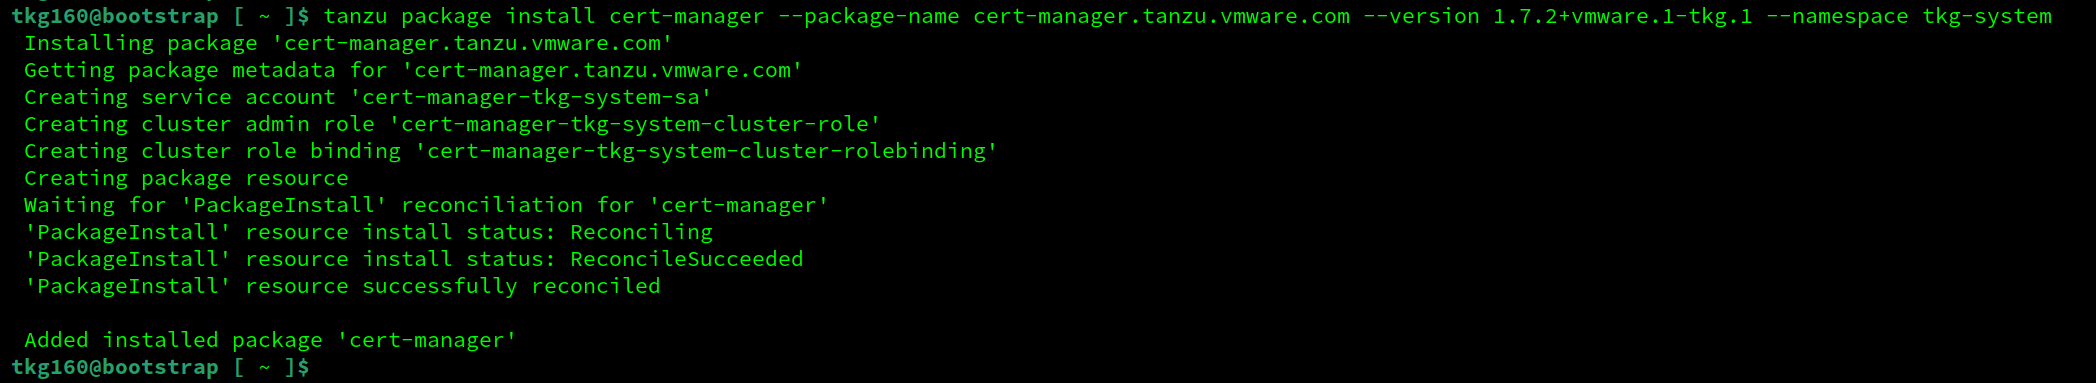 tkg160@bootstrap [ ~ ]$ tanzu package install cert-manager --package-name cert-manager.tanzu.vmware.com --version 1.7.2+vmware.1-tkg.1 --namespace tkg-system
Installing package 'cert-manager.tanzu.vmware.com'
Getting package metadata for 'cert-manager.tanzu.vmware.com'
Creating service account 'cert-manager-tkg-system-sa'
Creating cluster admin role 'cert-manager-tkg-system-cluster-role'
Creating cluster role binding 'cert-manager-tkg-system-cluster-rolebinding'
Creating package resource
Waiting for 'PackageInstall' reconciliation for 'cert-manager'
'PackageInstall' resource install status: Reconciling
'PackageInstall' resource install status: ReconcileSucceeded
'PackageInstall' resource successfully reconciled
Added installed package 'cert-manager'
tkg160@bootstrap [ ~ ]$